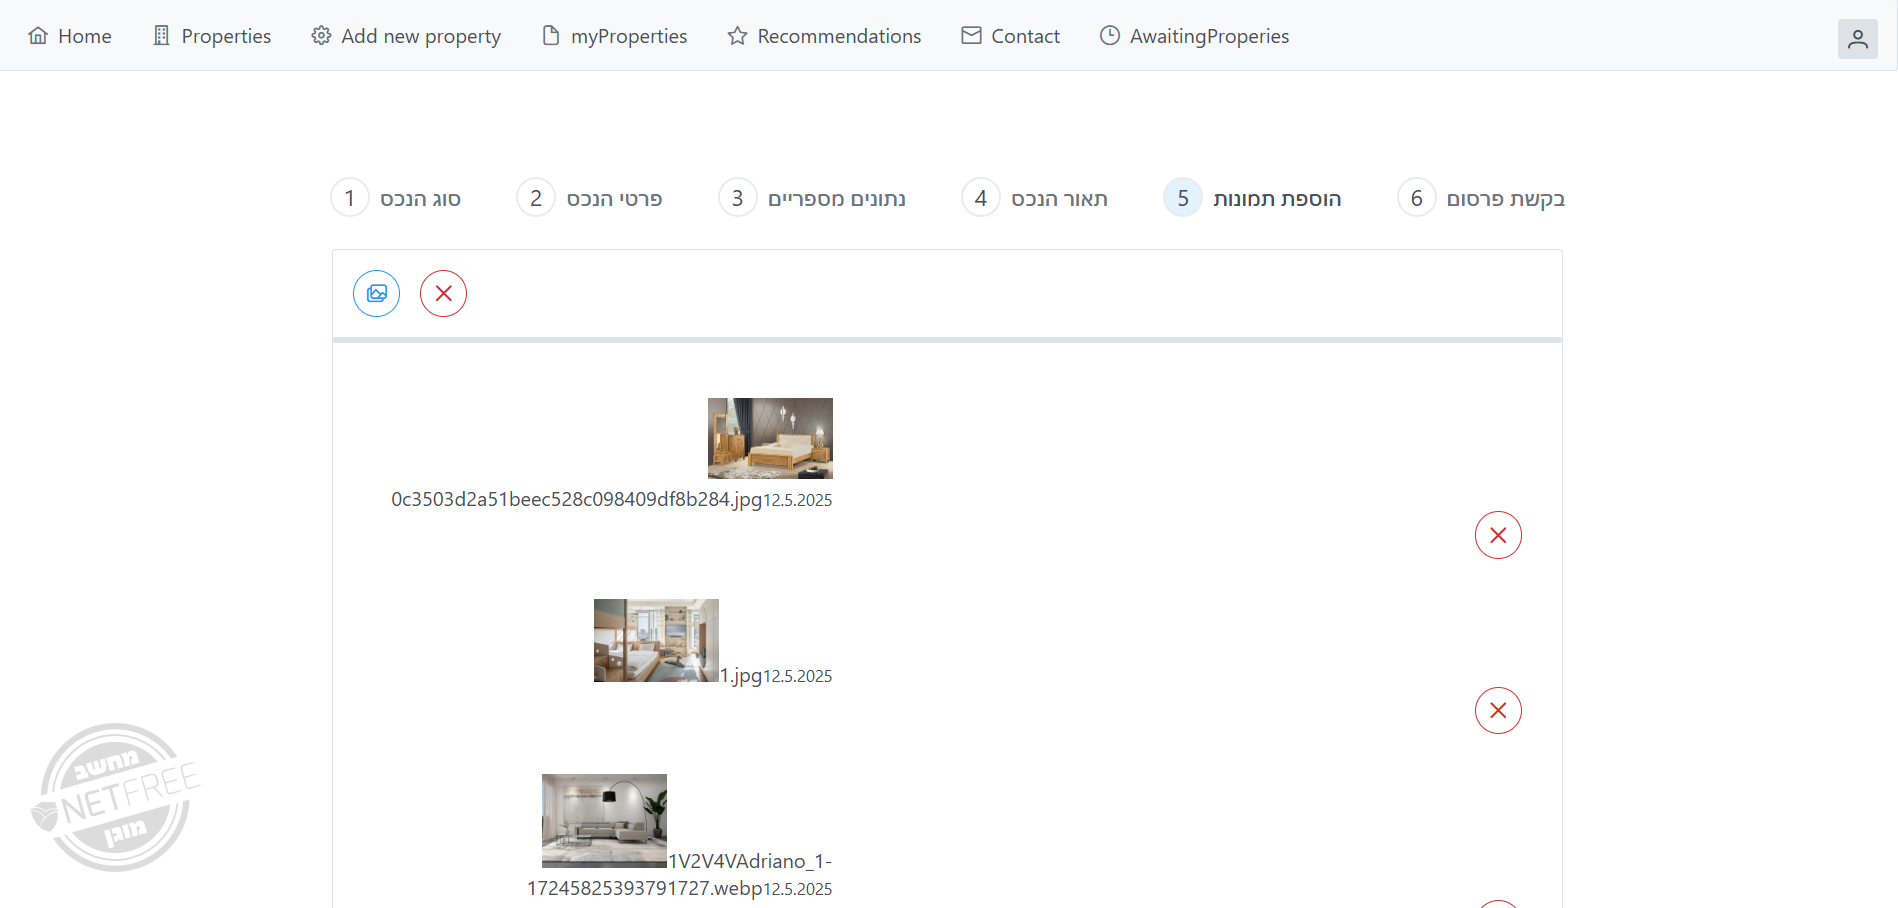 Home Properties Add new property myProperties Recommendations Contact AwaitingProperies
1 סוג הנכס 2 פרטי הנכס 3 נתונים מספריים 4 תאור הנכס 5 הוספת תמונות 6 בקשת פרסום
0c3503d2a51beec528c098409df8b284.jpg12.5.2025
1.jpg12.5.2025
1V2V4VAdriano_1-
17245825393791727.webp12.5.2025
מחשב
NETFREE
מוגן